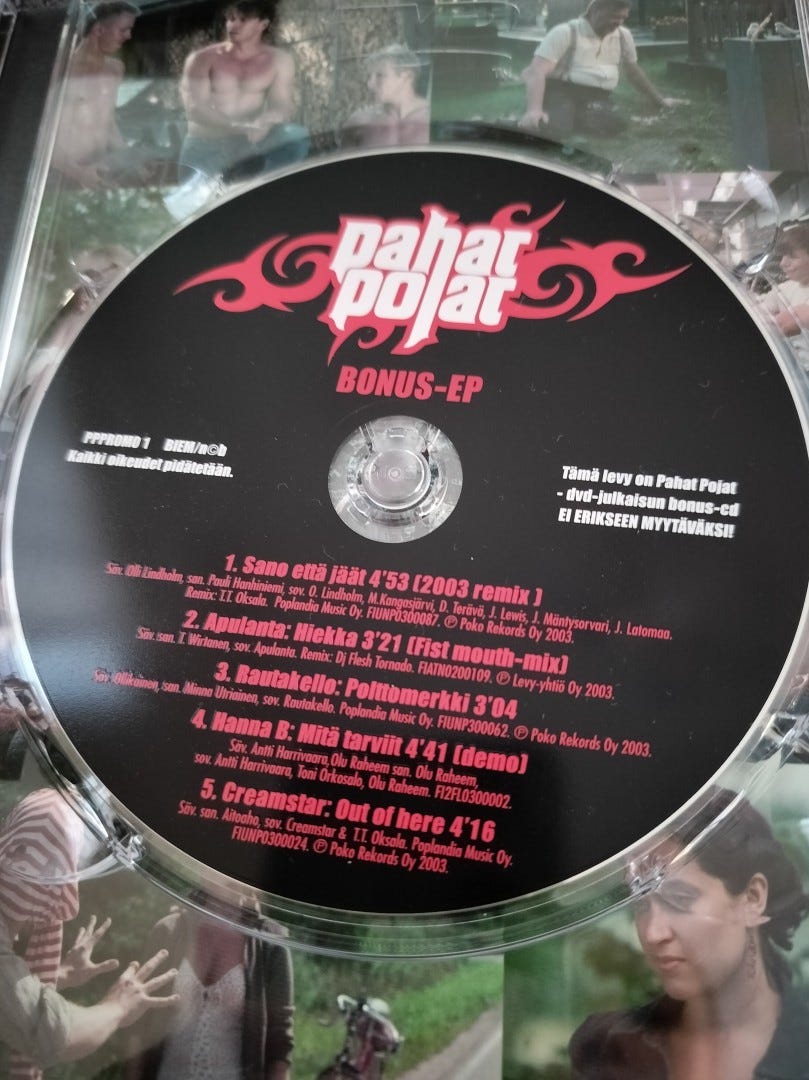 pahat
pojat
BONUS-EP
PPPROMO 1 BIEM/n©b
Kaikki oikeudet pidätetään.
Tämä levy on Pahat Pojat
- dvd-julkaisun bonus-cd
EI ERIKSEEN MYYTÄVÄKSI!
1. Sano että jäät 4'53 (2003 remix )
Säv. Olli Lindholm, san. Pauli Hanhiniemi, sov. O. Lindholm, M.Kangasjärvi, D. Terävä, J. Lewis, J. Mäntysorvari, J. Latomaa.
Remix: T.T. Oksala. Poplandia Music Oy. FIUNP0300087. ℗ Poko Rekords Oy 2003.
2. Apulanta: Hiekka 3'21 (Fist mouth-mix)
Säv. san. T. Wirtanen, sov. Apulanta. Remix: Dj Flesh Tornado. FIATN0200109. ℗ Levy-yhtiö Oy 2003.
3. Rautakello: Polttomerkki 3'04
Säv. Ollikainen, san. Minna Utriainen, sov. Rautakello. Poplandia Music Oy. FIUNP300062. ℗ Poko Rekords Oy 2003.
4. Hanna B: Mitä tarviit 4'41 (demo)
Säv. Antti Harrivaara,Olu Raheem san. Olu Raheem,
sov. Antti Harrivaara, Toni Orkosalo, Olu Raheem. FI2FL0300002.
5. Creamstar: Out of here 4'16
Säv. san. Aitoaho, sov. Creamstar & T.T. Oksala. Poplandia Music Oy.
FIUNP0300024. ℗ Poko Rekords Oy 2003.